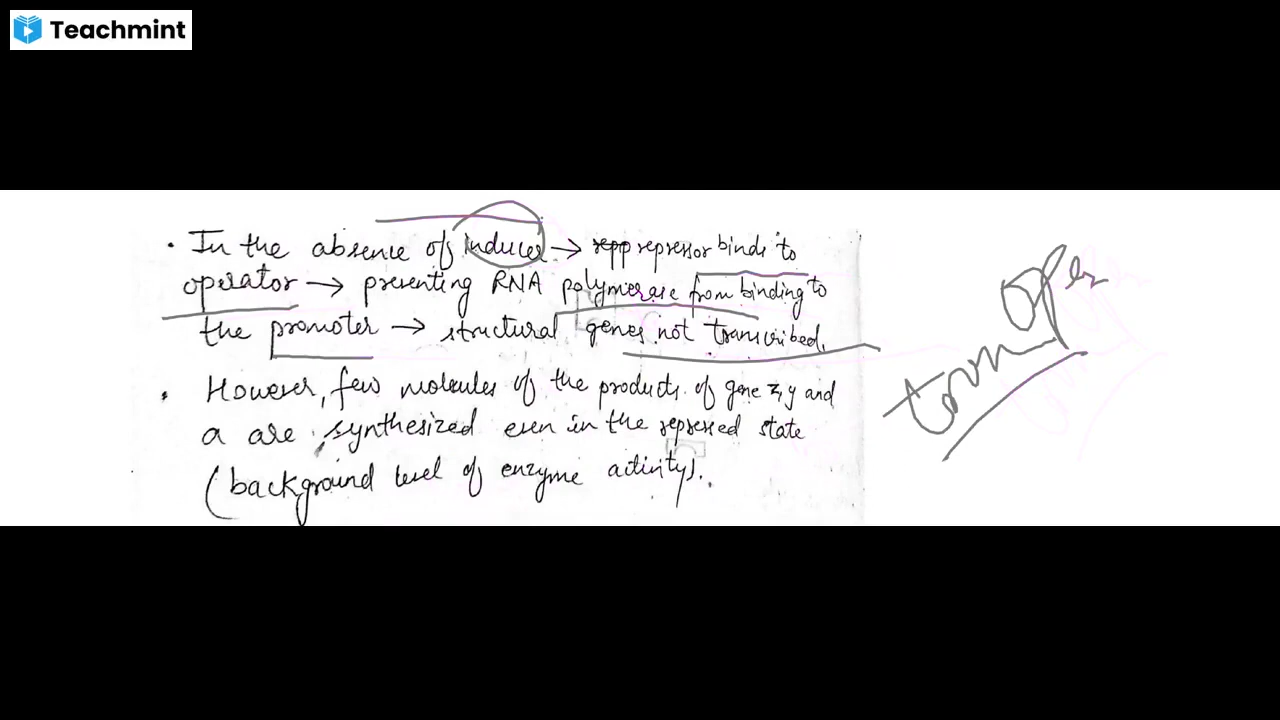 Teachmint
• In the absence of inducer → repressor binds to
operator → preventing RNA polymerase from binding to
the promoter → structural genes not transcribed.
• However, few molecules of the products of gene z, y and
a are synthesized even in the repressed state
(background level of enzyme activity).